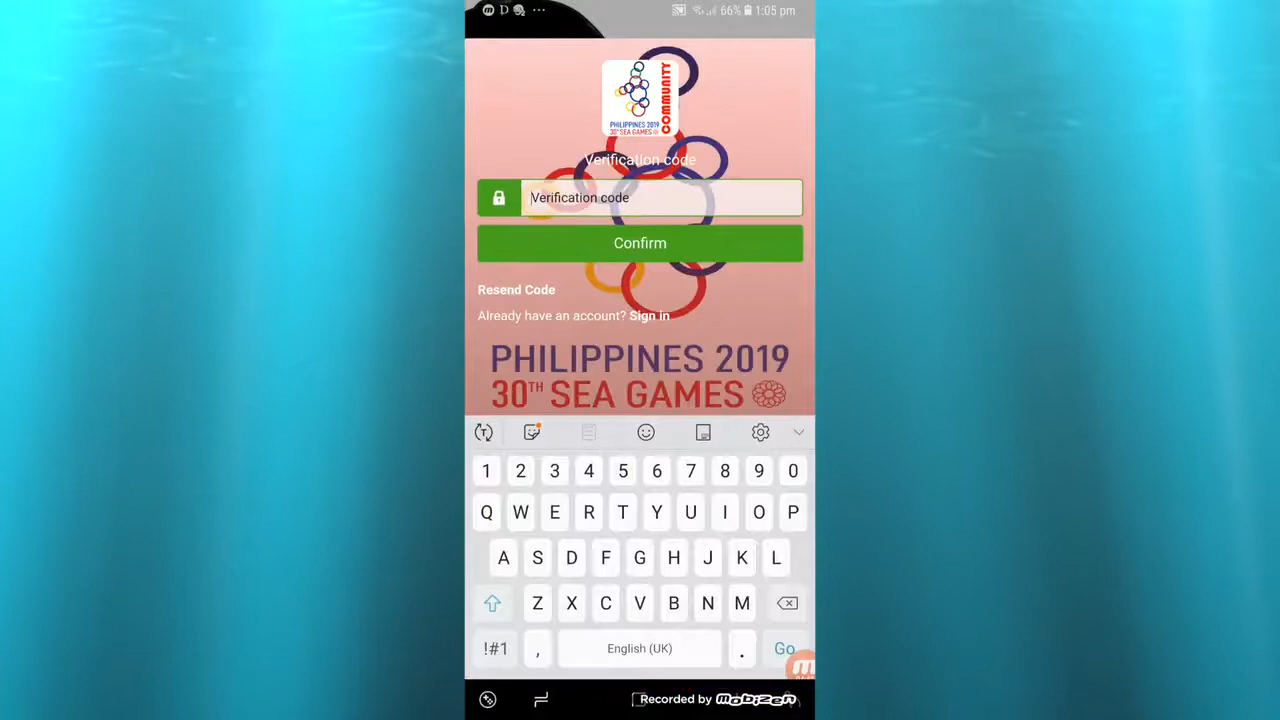 D ... 66% 1:05 pm
COMMUNITY
PHILIPPINES 2019
30TH SEA GAMES
Verification code
Verification code
Confirm
Resend Code
Already have an account? Sign in
PHILIPPINES 2019
30TH SEA GAMES
1 2 3 4 5 6 7 8 9 0
Q W E R T Y U I O P
A S D F G H J K L
Z X C V B N M
!#1 , English (UK) . Go
Recorded by mobizen